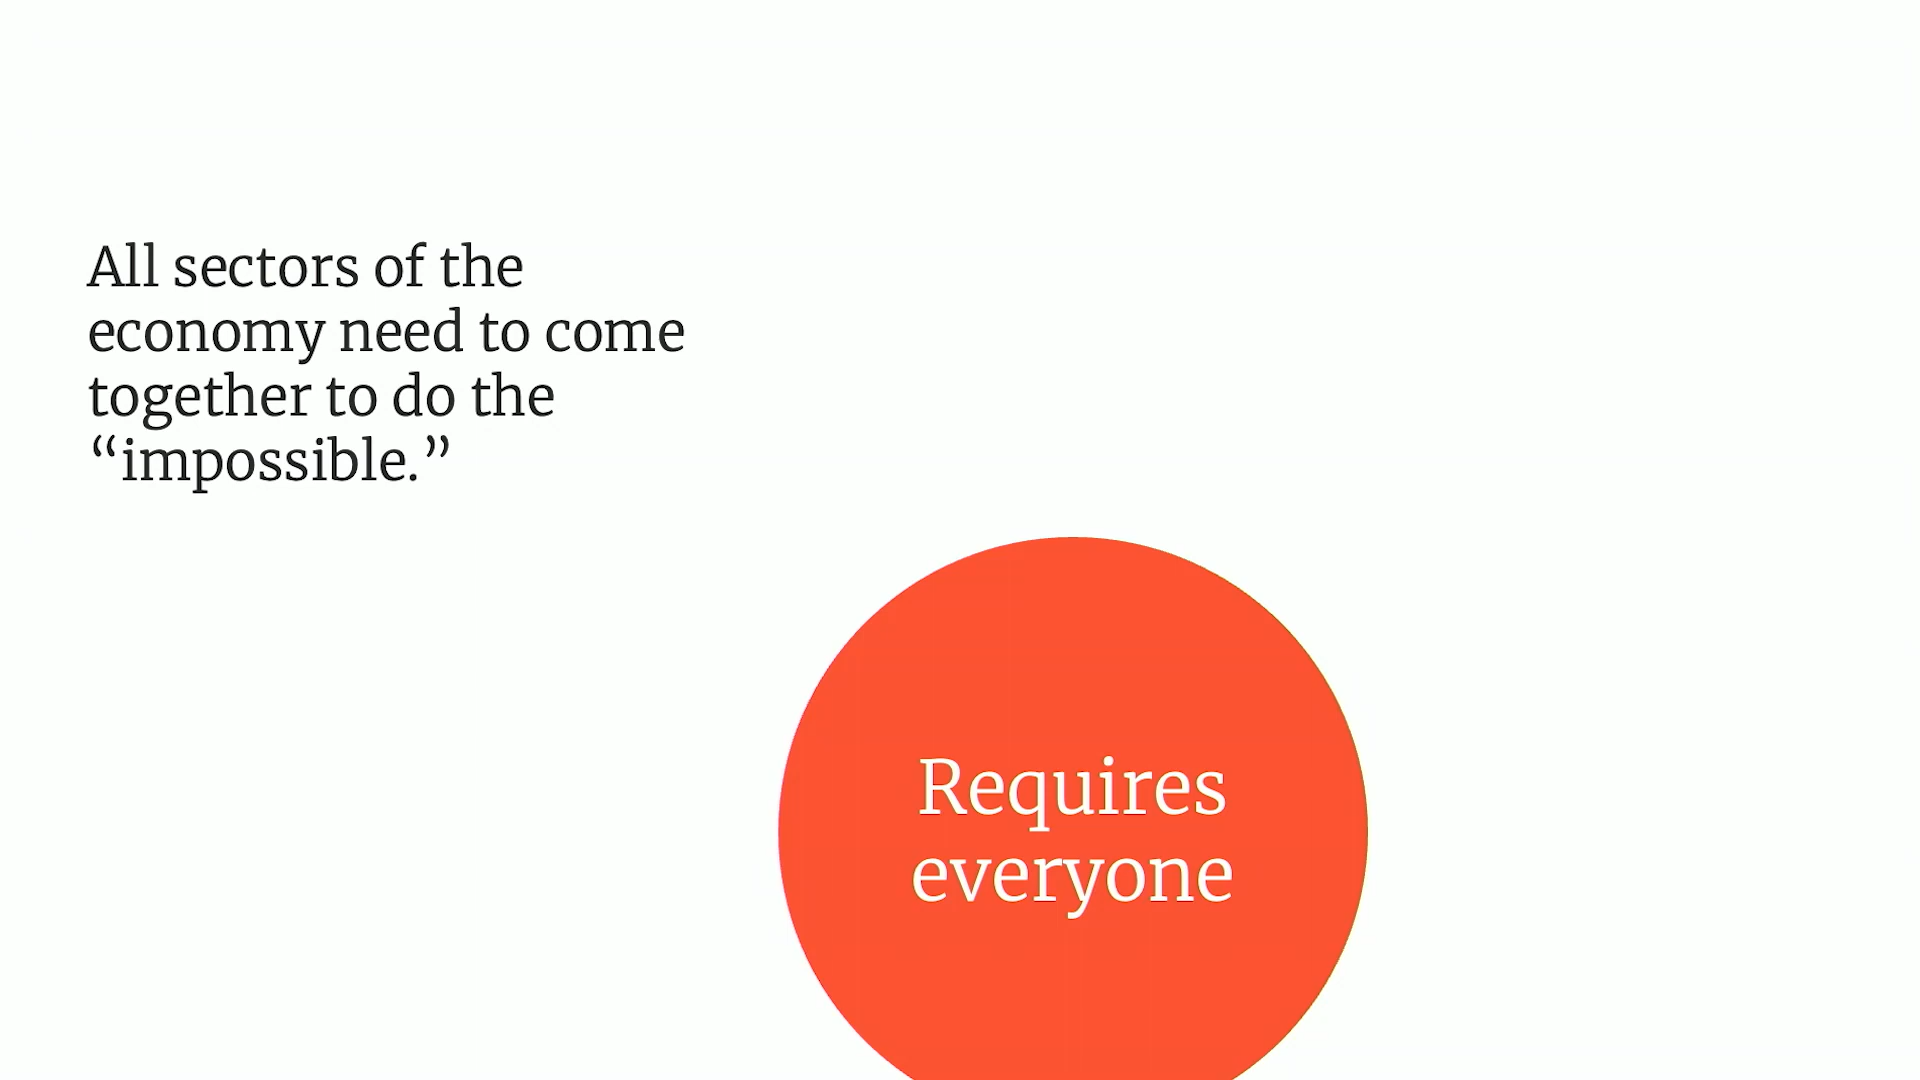 All sectors of the
economy need to come
together to do the
“impossible.”
Requires
everyone